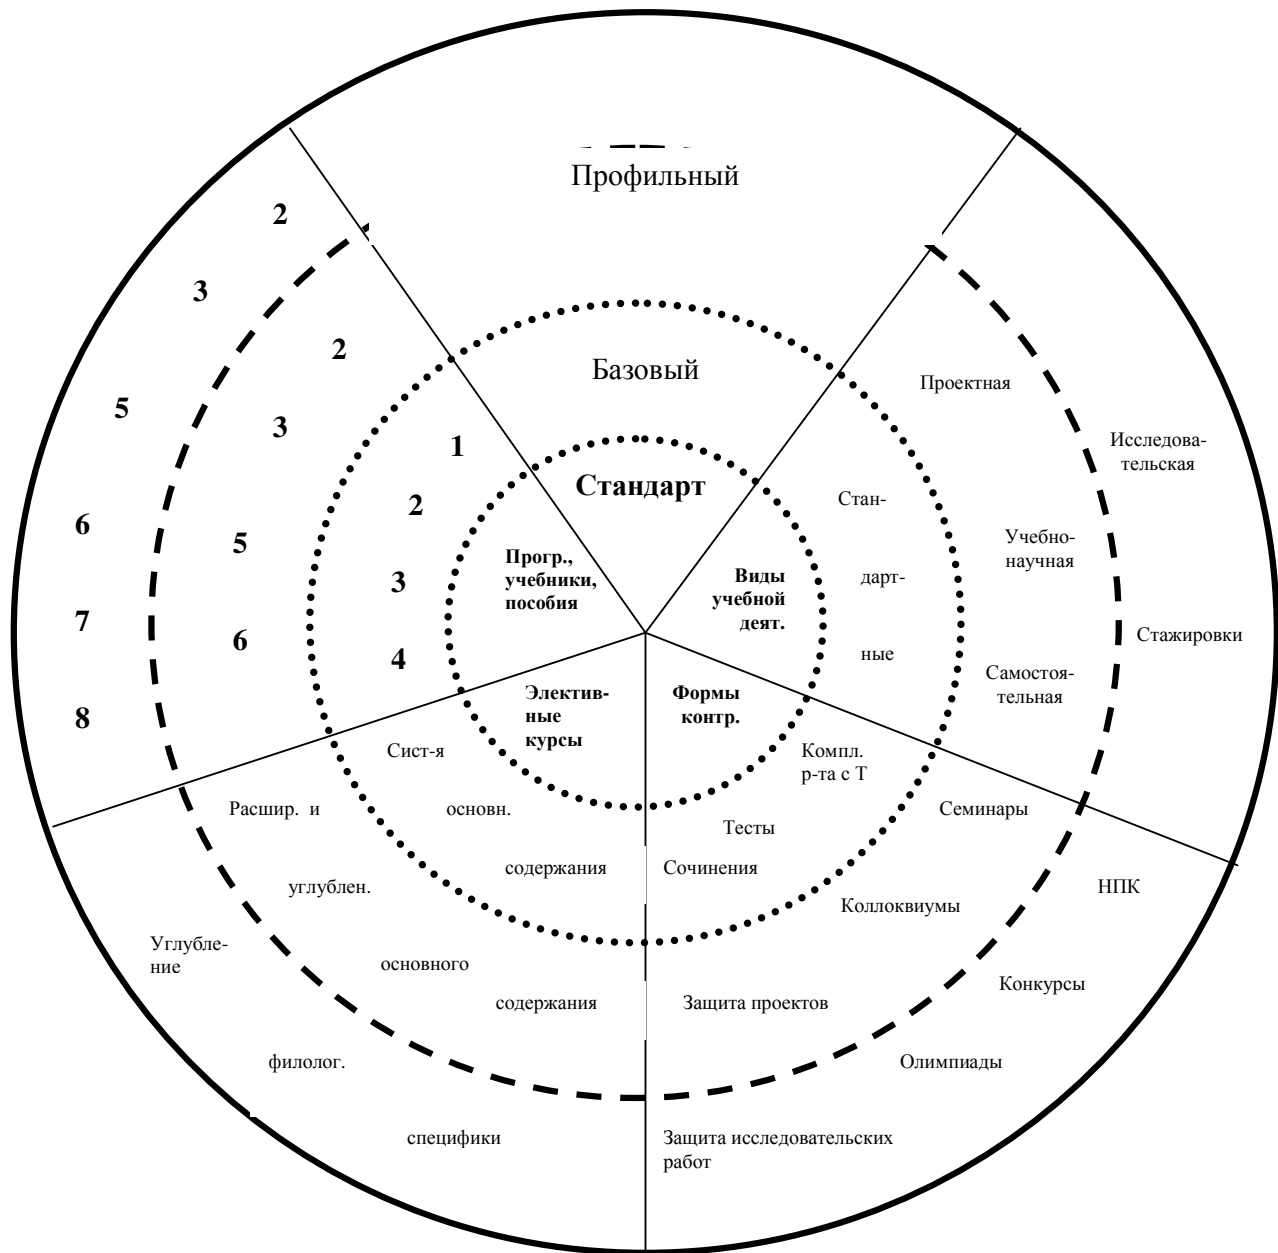 Профильный
Базовый
Стандарт
2
3
5
6
7
8
2
3
5
6
1
2
3
4
Прогр.,
учебники,
пособия
Виды
учебной
деят.
Стан-
дарт-
ные
Проектная
Учебно-
научная
Самостоя-
тельная
Исследова-
тельская
Стажировки
Электив-
ные
курсы
Сист-я
основн.
содержания
Расшир. и
углублен.
основного
содержания
Углубле-
ние
филолог.
специфики
Формы
контр.
Компл.
р-та с Т
Тесты
Сочинения
Семинары
Коллоквиумы
Защита проектов
НПК
Конкурсы
Олимпиады
Защита исследовательских
работ